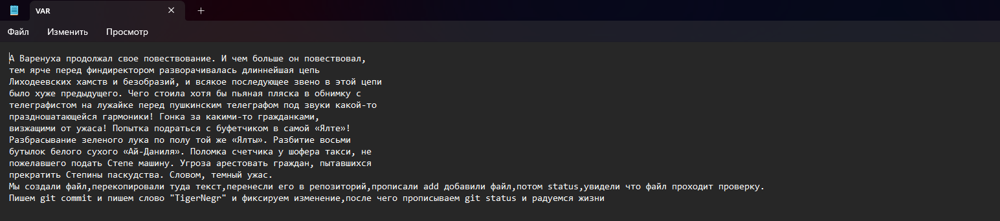 VAR
Файл Изменить Просмотр
А Варенуха продолжал свое повествование. И чем больше он повествовал,
тем ярче перед финдиректором разворачивалась длиннейшая цепь
Лиходеевских хамств и безобразий, и всякое последующее звено в этой цепи
было хуже предыдущего. Чего стоила хотя бы пьяная пляска в обнимку с
телеграфистом на лужайке перед пушкинским телеграфом под звуки какой-то
праздношатающейся гармоники! Гонка за какими-то гражданками,
визжащими от ужаса! Попытка подраться с буфетчиком в самой «Ялте»!
Разбрасывание зеленого лука по полу той же «Ялты». Разбитие восьми
бутылок белого сухого «Ай-Даниля». Поломка счетчика у шофера такси, не
пожелавшего подать Степе машину. Угроза арестовать граждан, пытавшихся
прекратить Степины паскудства. Словом, темный ужас.
Мы создали файл,перекопировали туда текст,перенесли его в репозиторий,прописали add добавили файл,потом status,увидели что файл проходит проверку.
Пишем git commit и пишем слово "TigerNegr" и фиксируем изменение,после чего прописываем git status и радуемся жизни